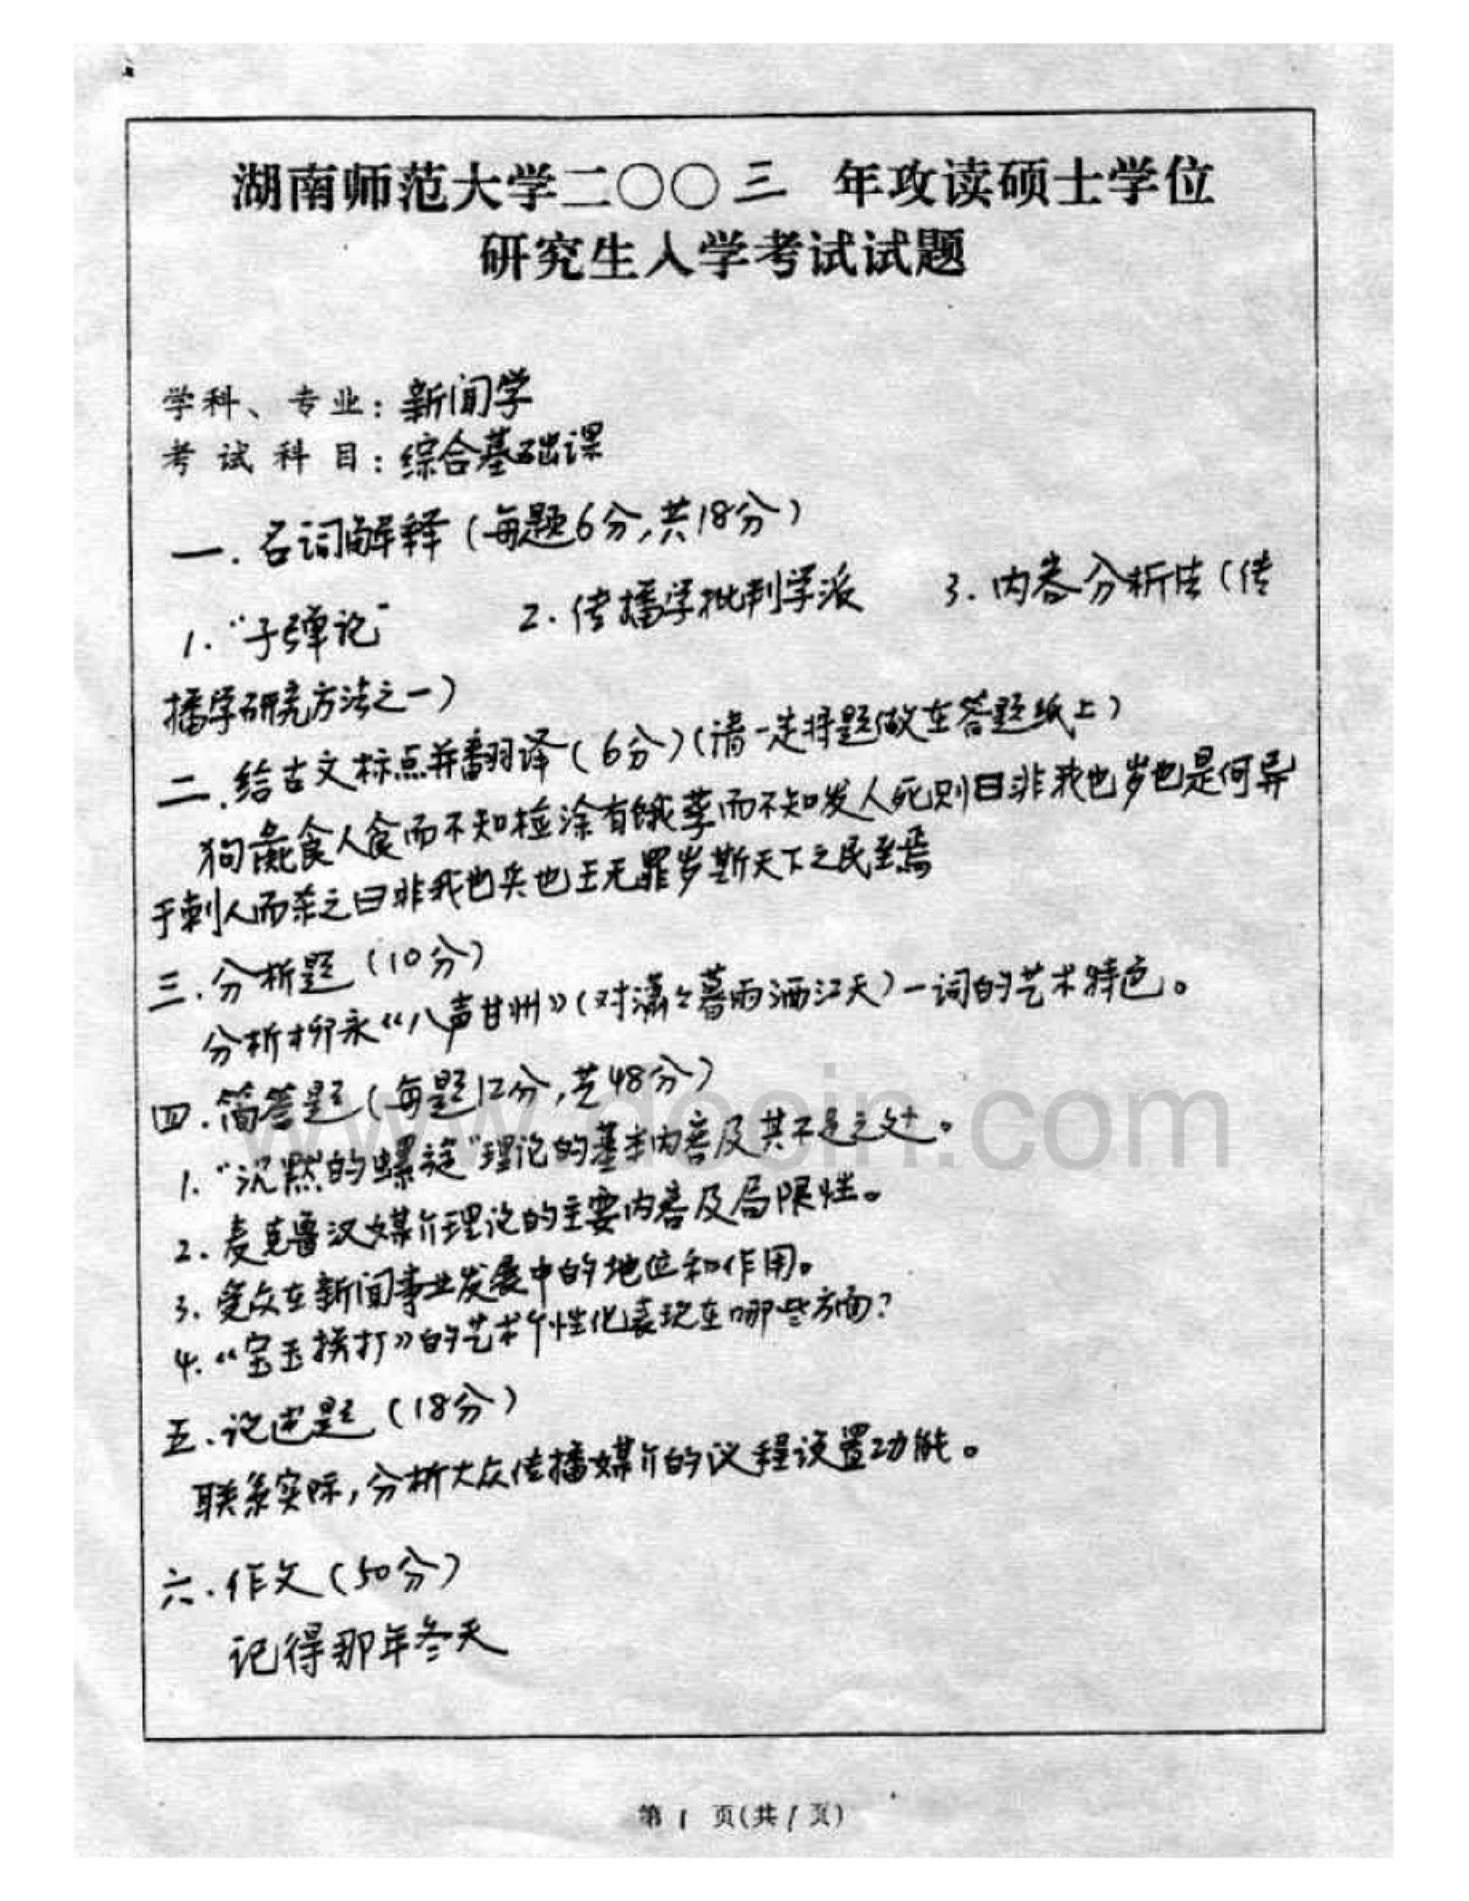 湖南师范大学二〇〇三 年攻读硕士学位
研究生入学考试试题
学科、专业：新闻学
考试科目：综合基础课
一．名词解释（每题6分,共18分）
1．“子弹论” 2．传播学批判学派 3．内容分析法（传
播学研究方法之一）
二．给古文标点并翻译（6分）（请一定将题做在答题纸上）
狗彘食人食而不知检涂有饿莩而不知发人死则曰非我也岁也是何异
于刺人而杀之曰非我也兵也王无罪岁斯天下之民至焉
三．分析题（10分）
分析柳永《八声甘州》（对潇々暮雨洒江天）一词的艺术特色。
四．简答题（每题12分,共48分）
1．“沉默的螺旋”理论的基本内容及其不足之处。
2．麦克鲁汉媒介理论的主要内容及局限性。
3．受众在新闻事业发展中的地位和作用。
4．《宝玉挨打》的艺术个性化表现在哪些方面？
五．论述题（18分）
联系实际，分析大众传播媒介的议程设置功能。
六．作文（50分）
记得那年冬天
第 1 页(共 1 页)
www.docin.com